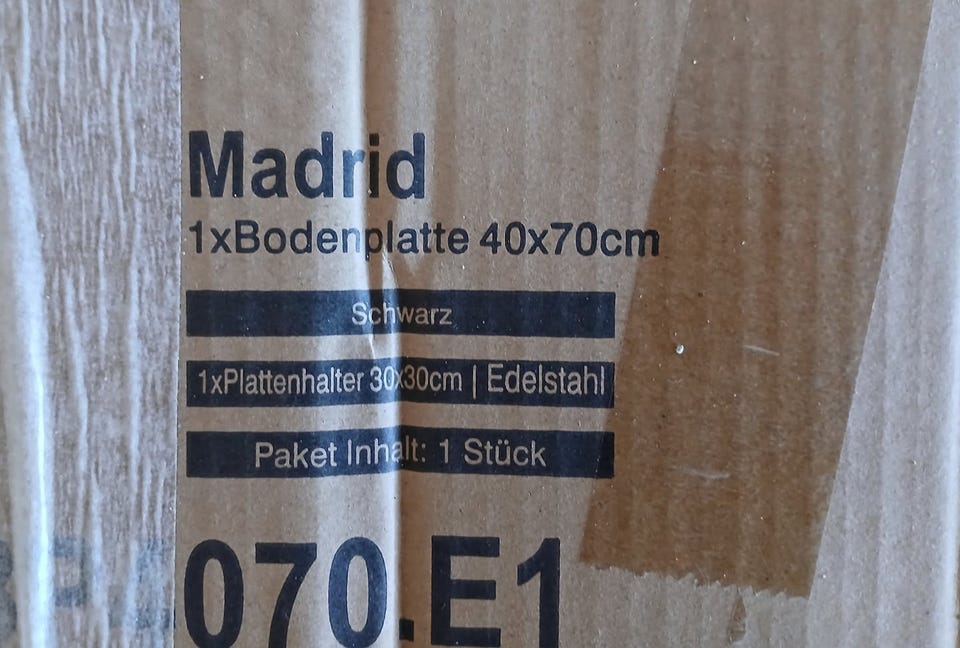 Madrid
1xBodenplatte 40x70cm
Schwarz
1xPlattenhalter 30x30cm | Edelstahl
Paket Inhalt: 1 Stück
070.E1